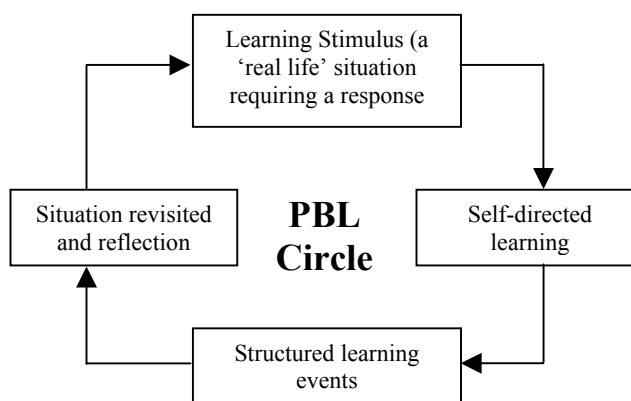 Learning Stimulus (a
‘real life’ situation
requiring a response
Situation revisited
and reflection
PBL
Circle
Self-directed
learning
Structured learning
events